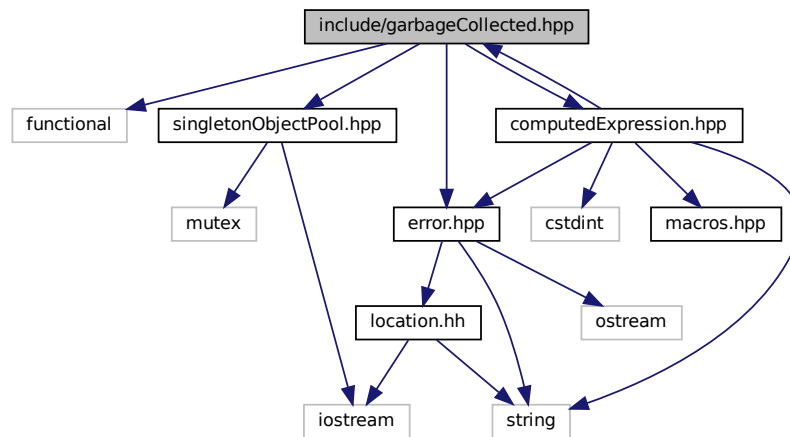 include/garbageCollected.hpp
functional
singletonObjectPool.hpp
computedExpression.hpp
mutex
error.hpp
cstdint
macros.hpp
location.hh
ostream
iostream
string